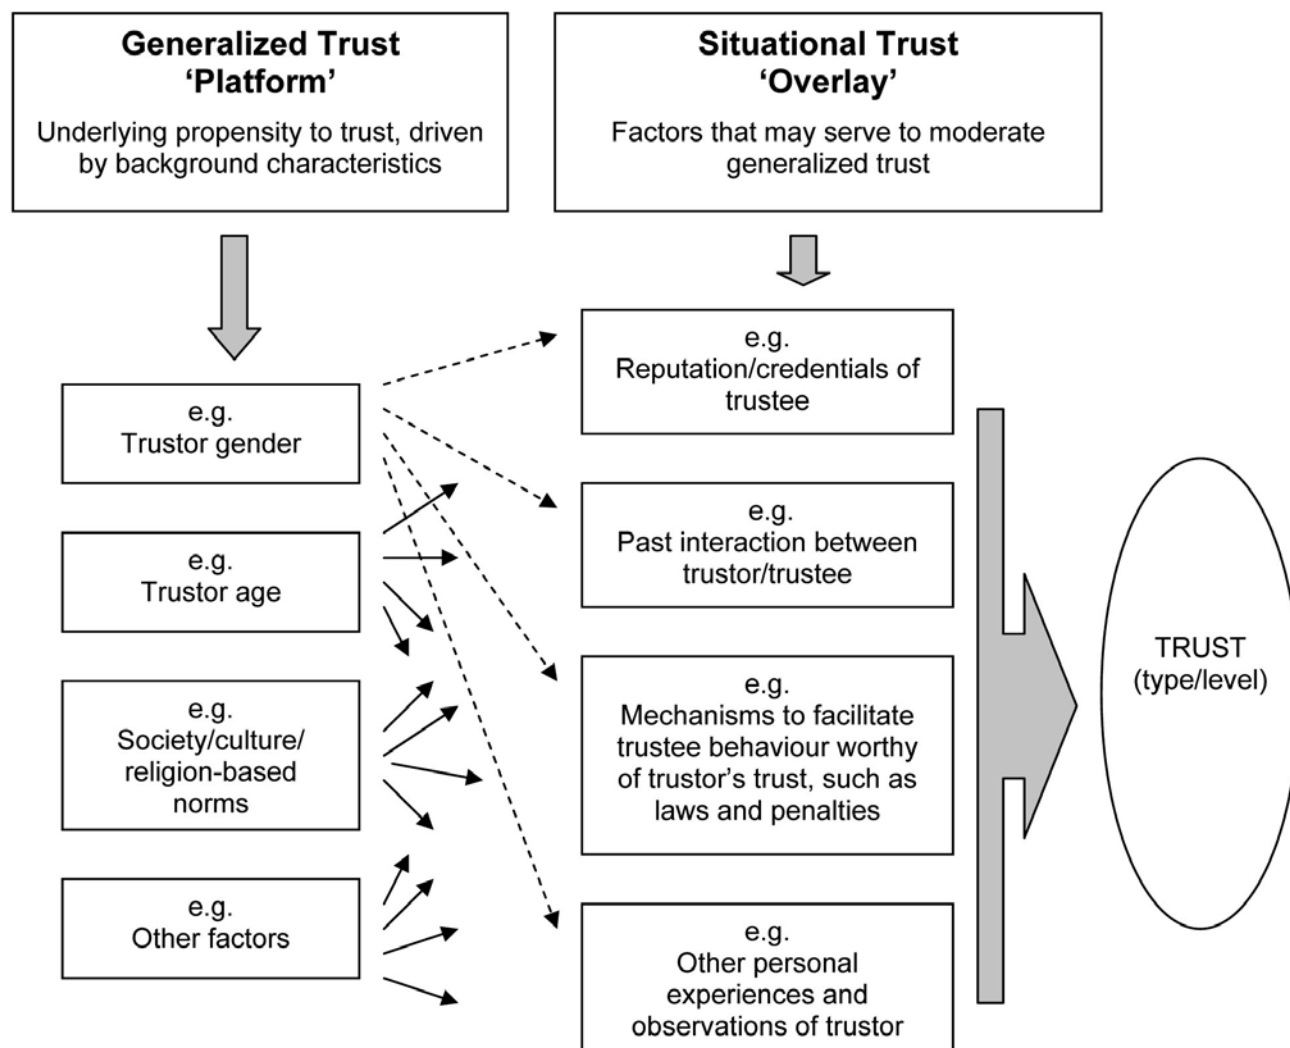 Generalized Trust
‘Platform’
Underlying propensity to trust, driven
by background characteristics
Situational Trust
‘Overlay’
Factors that may serve to moderate
generalized trust
e.g.
Trustor gender
e.g.
Trustor age
e.g.
Society/culture/
religion-based
norms
e.g.
Other factors
e.g.
Reputation/credentials of
trustee
e.g.
Past interaction between
trustor/trustee
e.g.
Mechanisms to facilitate
trustee behaviour worthy
of trustor’s trust, such as
laws and penalties
e.g.
Other personal
experiences and
observations of trustor
TRUST
(type/level)